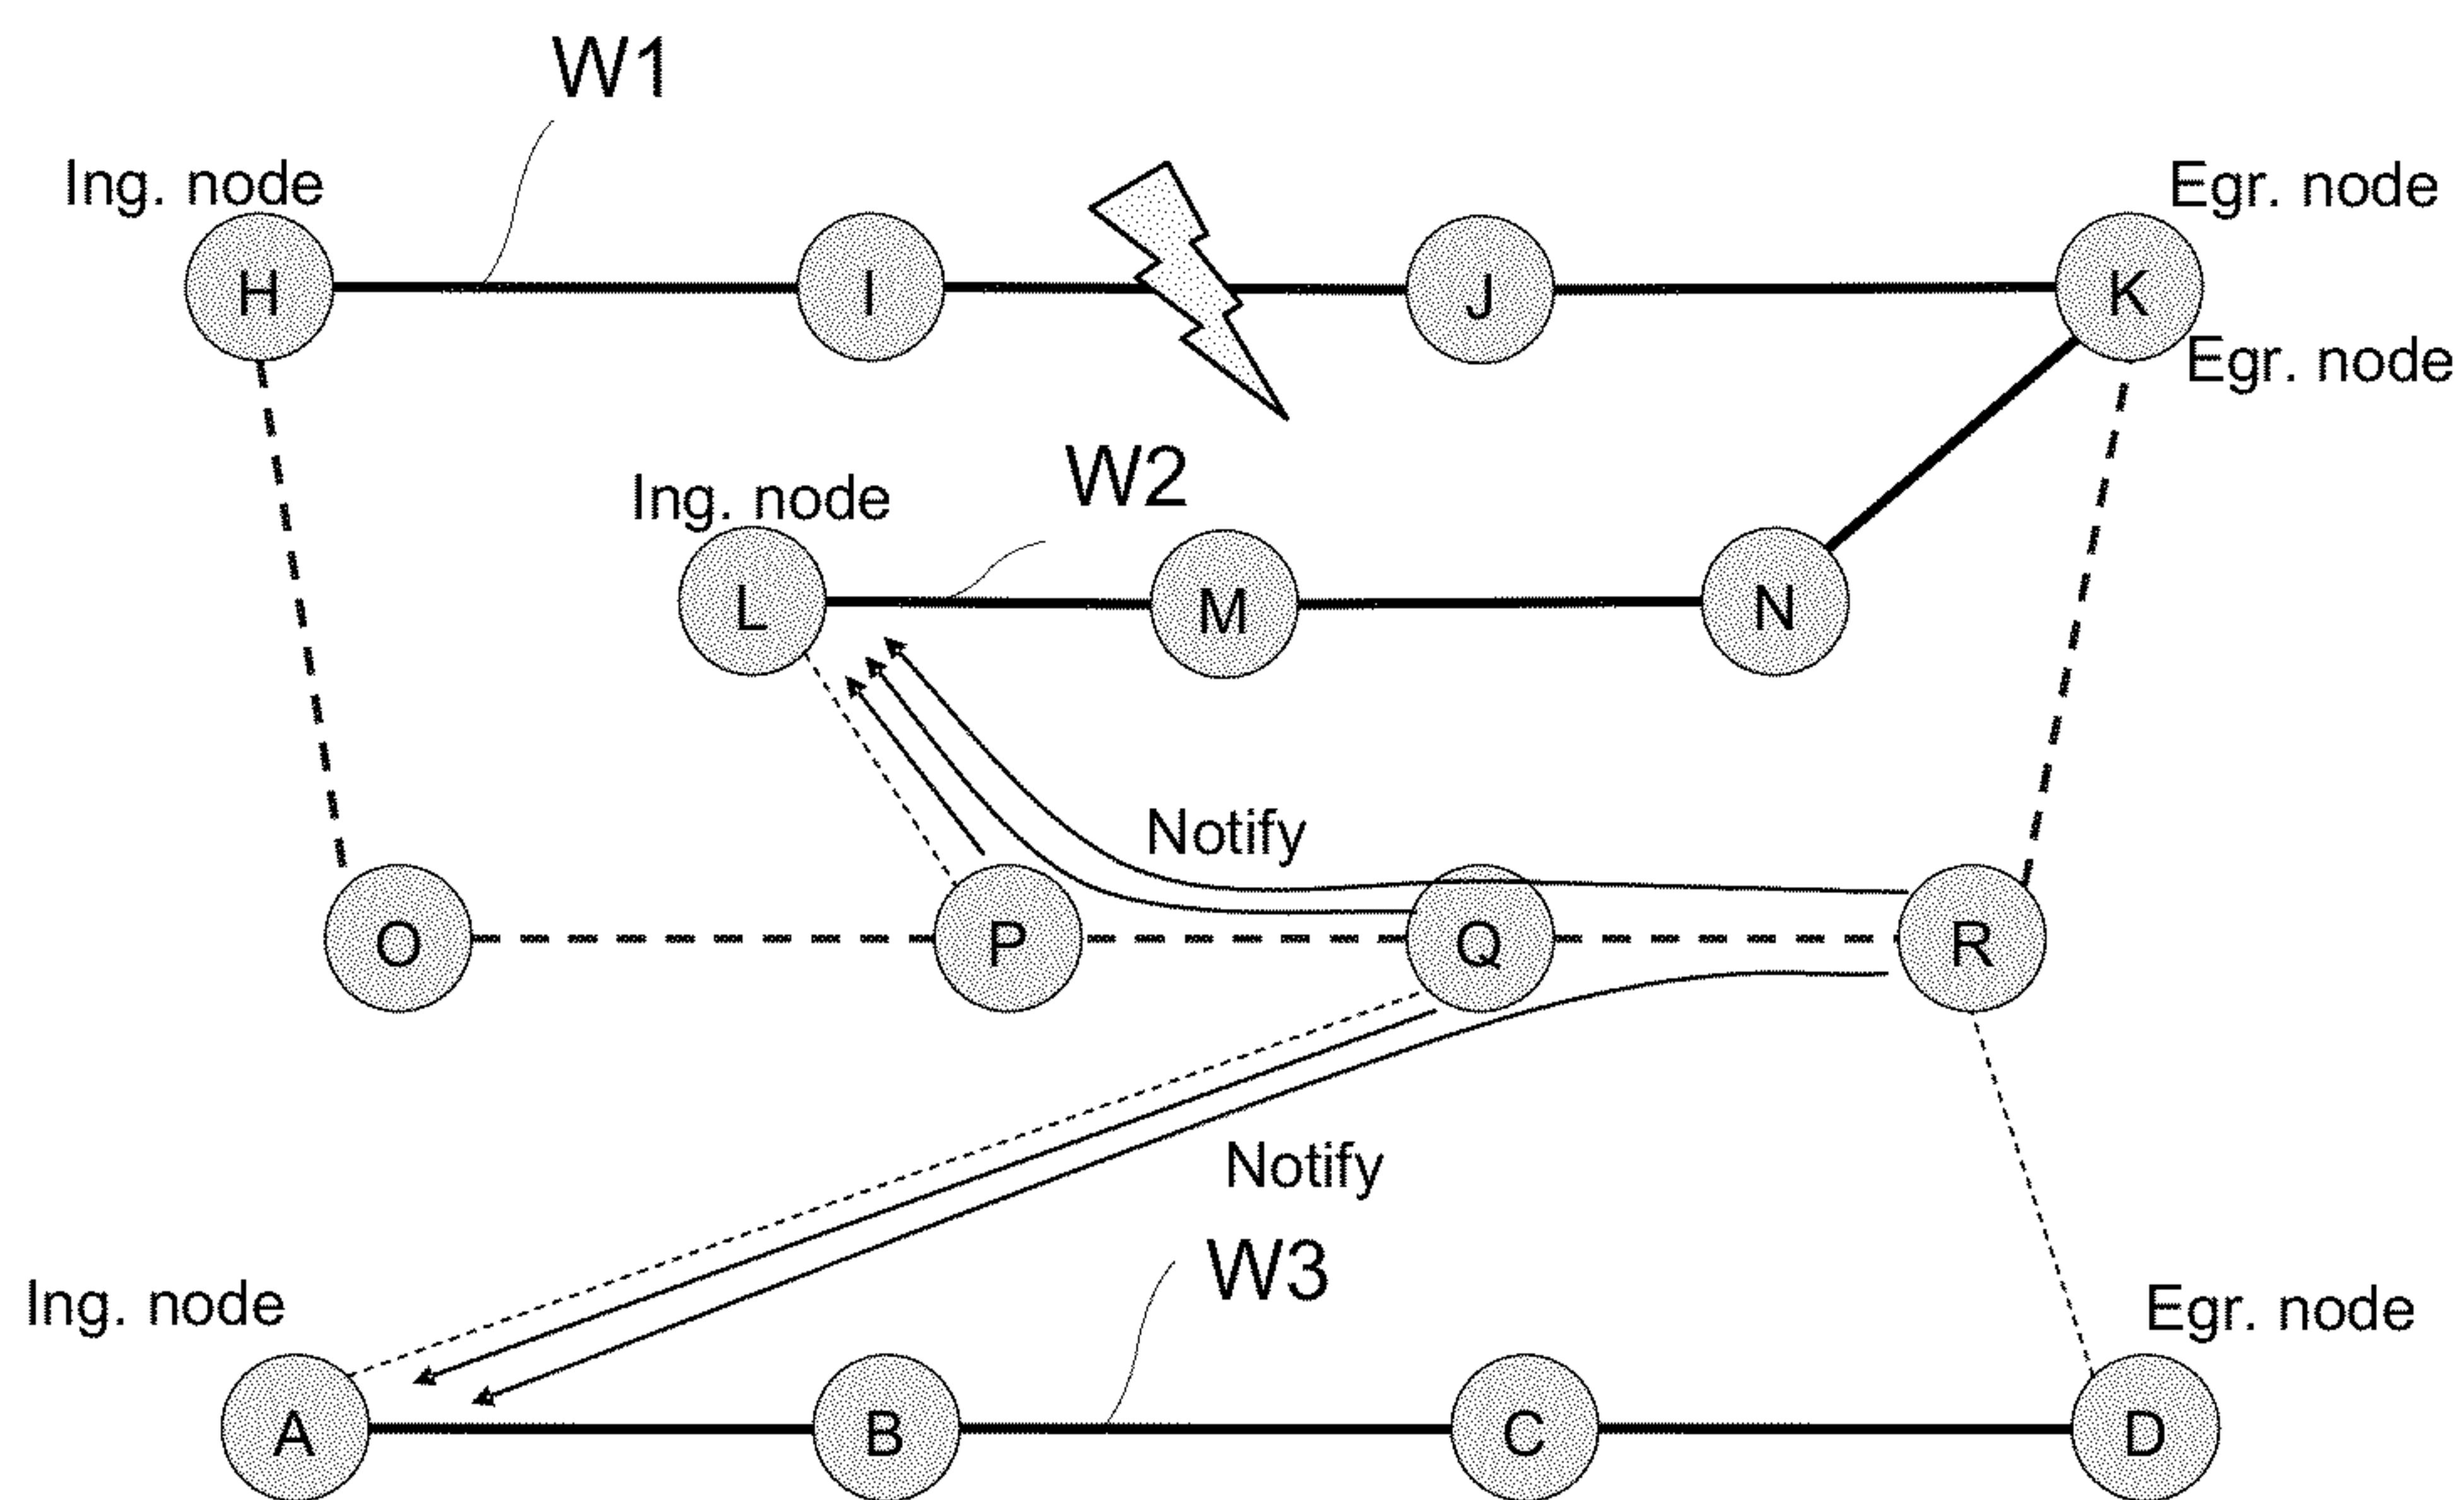 W1
Ing. node
Egr. node
H
I
J
K
Egr. node
W2
Ing. node
L
M
N
Notify
O
P
Q
R
Notify
W3
Ing. node
Egr. node
A
B
C
D